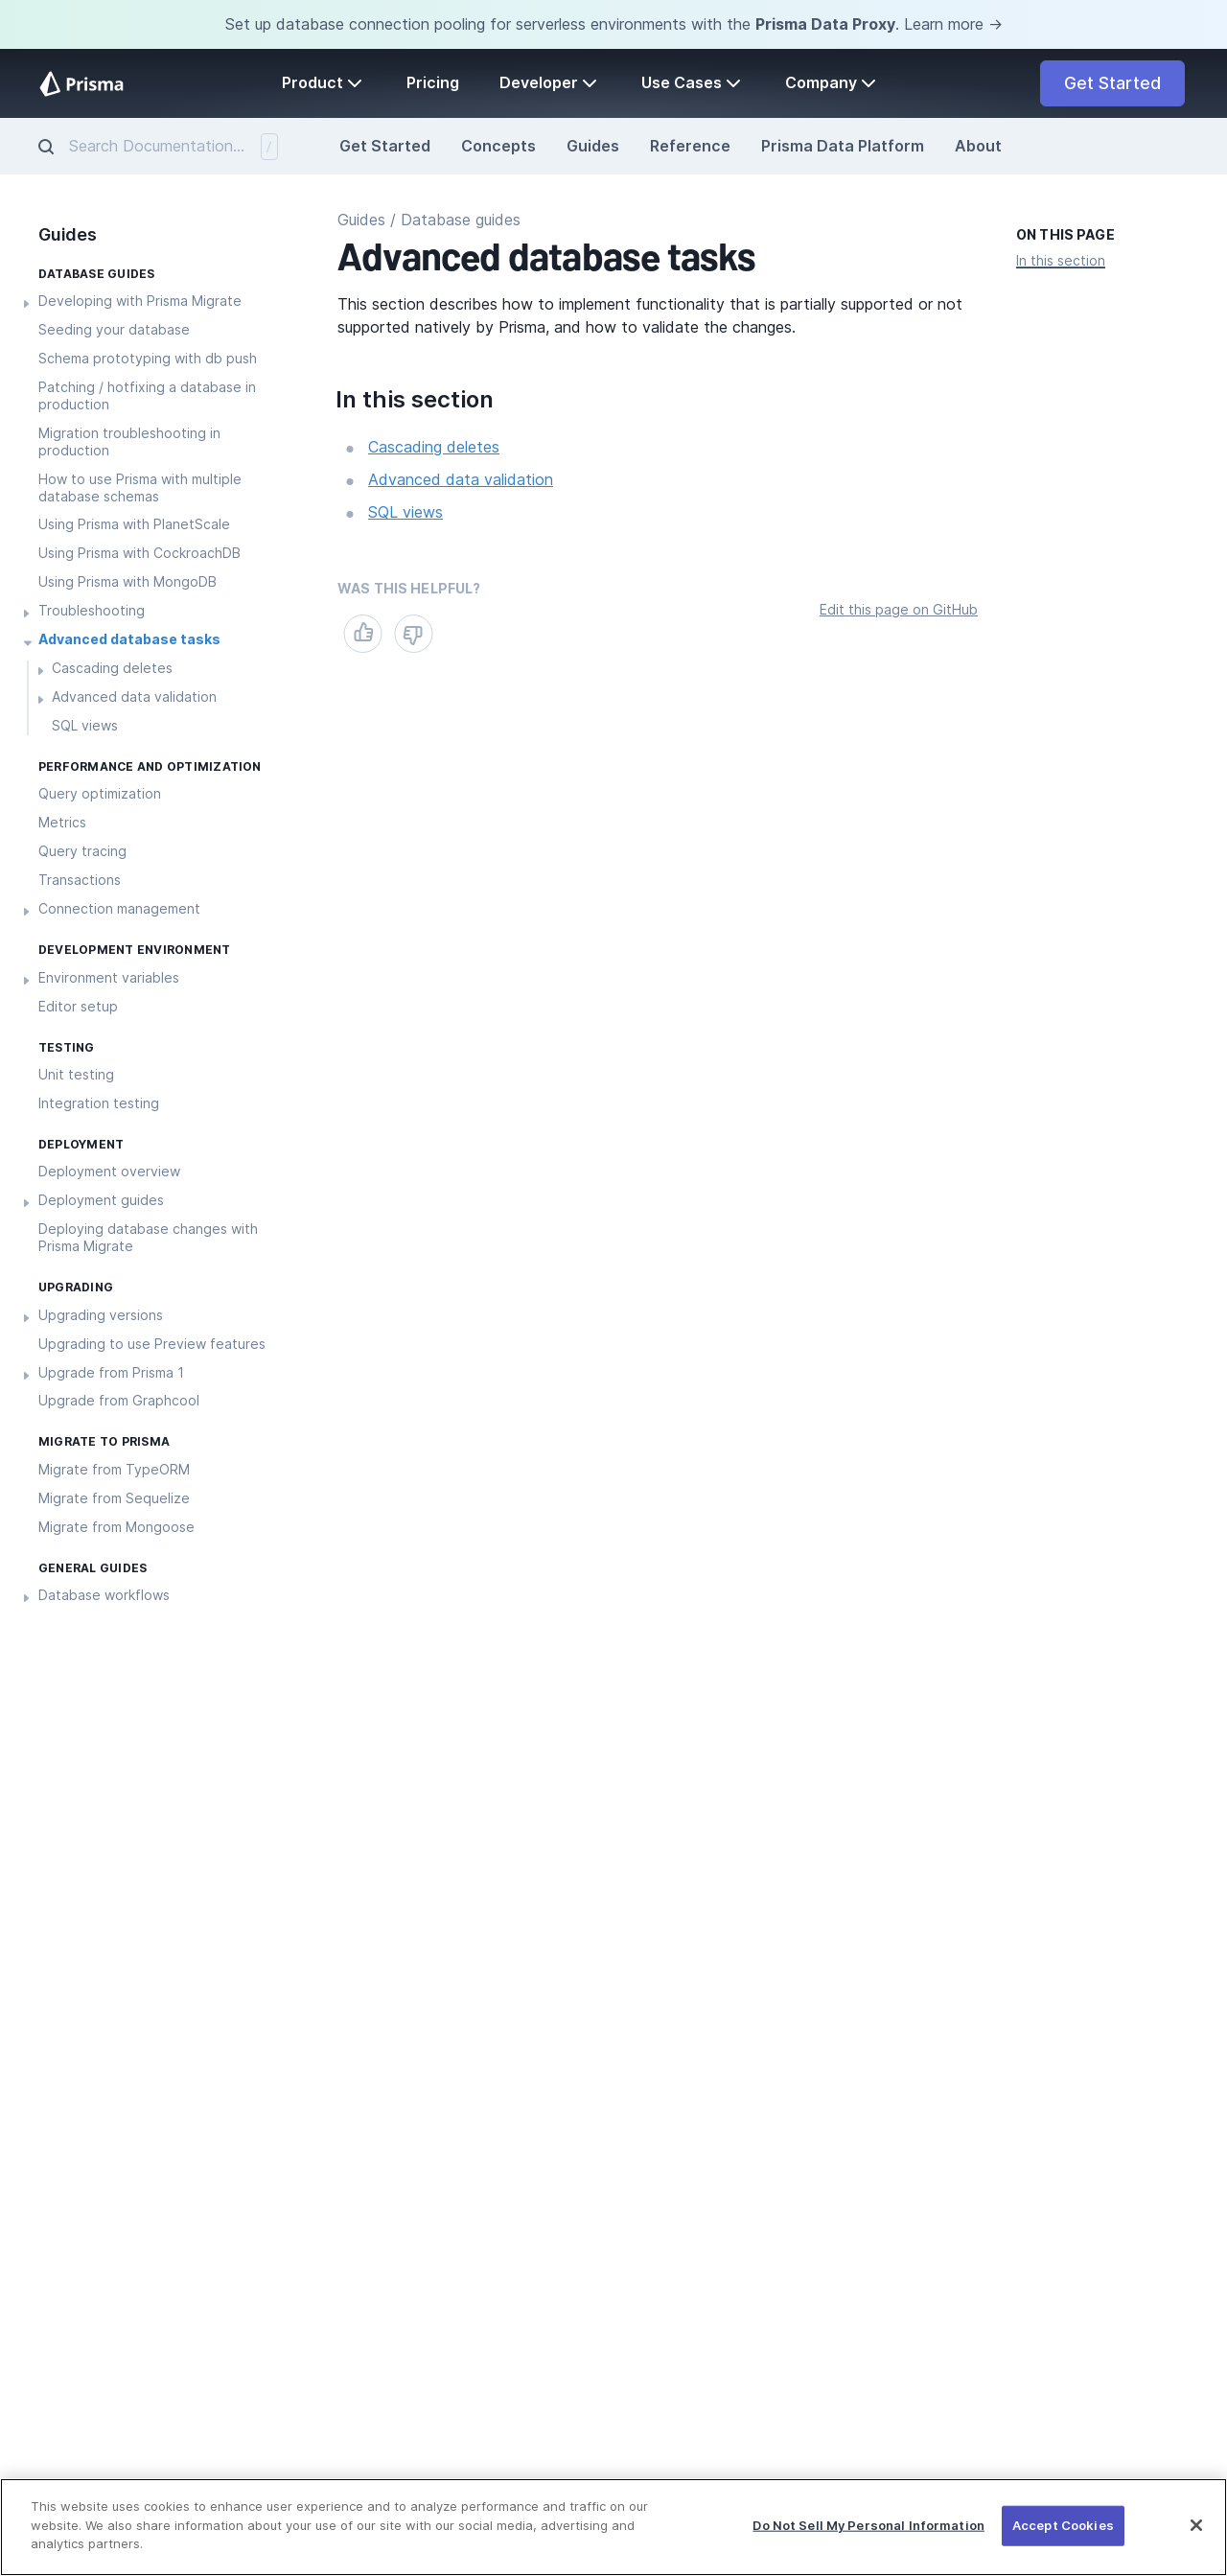 Set up database connection pooling for serverless environments with the Prisma Data Proxy. Learn more →
Prisma
Product
Pricing
Developer
Use Cases
Company
Get Started
Search Documentation...
/
Get Started
Concepts
Guides
Reference
Prisma Data Platform
About
Guides
DATABASE GUIDES
Developing with Prisma Migrate
Seeding your database
Schema prototyping with db push
Patching / hotfixing a database in
production
Migration troubleshooting in
production
How to use Prisma with multiple
database schemas
Using Prisma with PlanetScale
Using Prisma with CockroachDB
Using Prisma with MongoDB
Troubleshooting
Advanced database tasks
Cascading deletes
Advanced data validation
SQL views
PERFORMANCE AND OPTIMIZATION
Query optimization
Metrics
Query tracing
Transactions
Connection management
DEVELOPMENT ENVIRONMENT
Environment variables
Editor setup
TESTING
Unit testing
Integration testing
DEPLOYMENT
Deployment overview
Deployment guides
Deploying database changes with
Prisma Migrate
UPGRADING
Upgrading versions
Upgrading to use Preview features
Upgrade from Prisma 1
Upgrade from Graphcool
MIGRATE TO PRISMA
Migrate from TypeORM
Migrate from Sequelize
Migrate from Mongoose
GENERAL GUIDES
Database workflows
Guides / Database guides
Advanced database tasks
This section describes how to implement functionality that is partially supported or not
supported natively by Prisma, and how to validate the changes.
In this section
Cascading deletes
Advanced data validation
SQL views
WAS THIS HELPFUL?
Edit this page on GitHub
ON THIS PAGE
In this section
This website uses cookies to enhance user experience and to analyze performance and traffic on our
website. We also share information about your use of our site with our social media, advertising and
analytics partners.
Do Not Sell My Personal Information
Accept Cookies